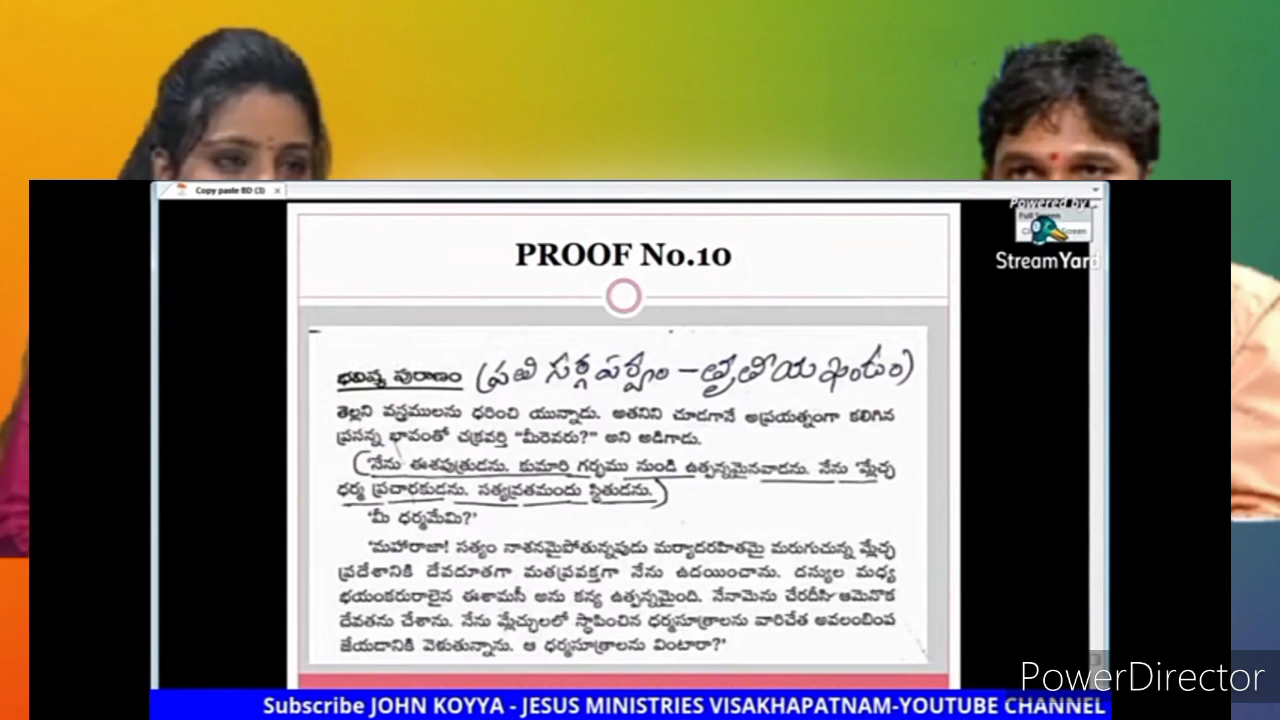 Copy paste BD (3)
Powered by
Full Screen
Screen
StreamYard
PROOF No.10
భవిష్య పురాణం (ప్రతి సర్గ పర్వం - తృతీయ ఖండం)
తెల్లని వస్త్రములను ధరించి యున్నాడు. అతనిని చూడగానే అప్రయత్నంగా కలిగిన
ప్రసన్న భావంతో చక్రవర్తి "మీరెవరు?" అని అడిగాడు.
('నేను ఈశపుత్రుడను. కుమారి గర్భము నుండి ఉత్పన్నమైనవాడను. నేను 'మ్లేచ్ఛ
ధర్మ ప్రచారకుడను. సత్యవ్రతమందు స్థితుడను.)
'మీ ధర్మమేమి?'
'మహారాజా! సత్యం నాశనమైపోతున్నపుడు మర్యాదరహితమై మరుగుచున్న మ్లేచ్ఛ
ప్రదేశానికి దేవదూతగా మతప్రవక్తగా నేను ఉదయించాను. దస్యుల మధ్య
భయంకరురాలైన ఈశామసీ అను కన్య ఉత్పన్నమైంది. నేనామెను చేరదీసి ఆమెనొక
దేవతను చేశాను. నేను మ్లేచ్ఛులలో స్థాపించిన ధర్మసూత్రాలను వారిచేత అవలంబింప
జేయడానికి వెళుతున్నాను. ఆ ధర్మసూత్రాలను వింటారా?'
PowerDirector
Subscribe JOHN KOYYA - JESUS MINISTRIES VISAKHAPATNAM-YOUTUBE CHANNEL